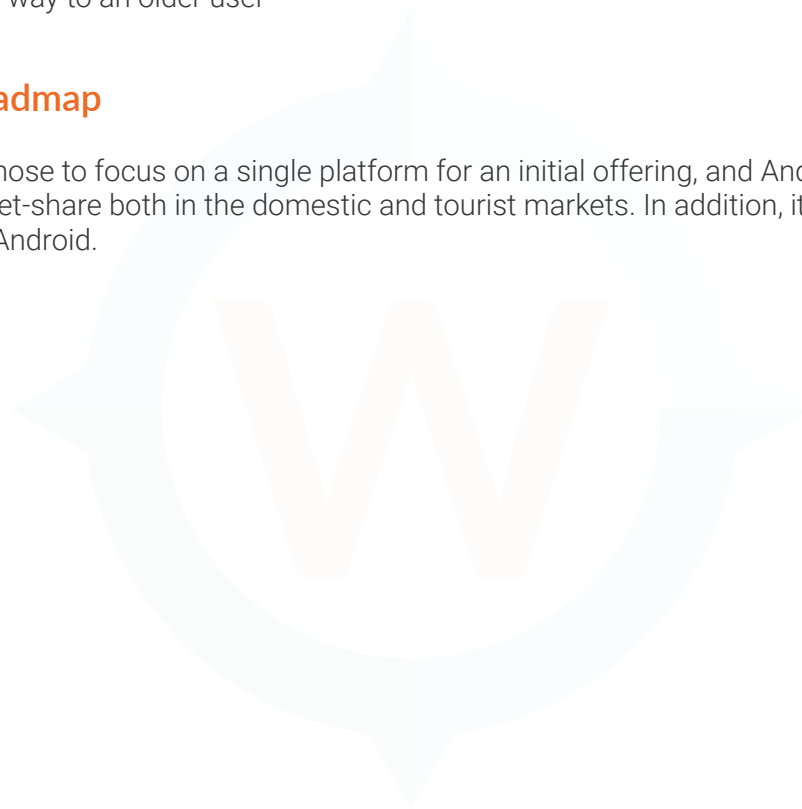 way to an older user
admap
hose to focus on a single platform for an initial offering, and And
et-share both in the domestic and tourist markets. In addition, it
Android.
W